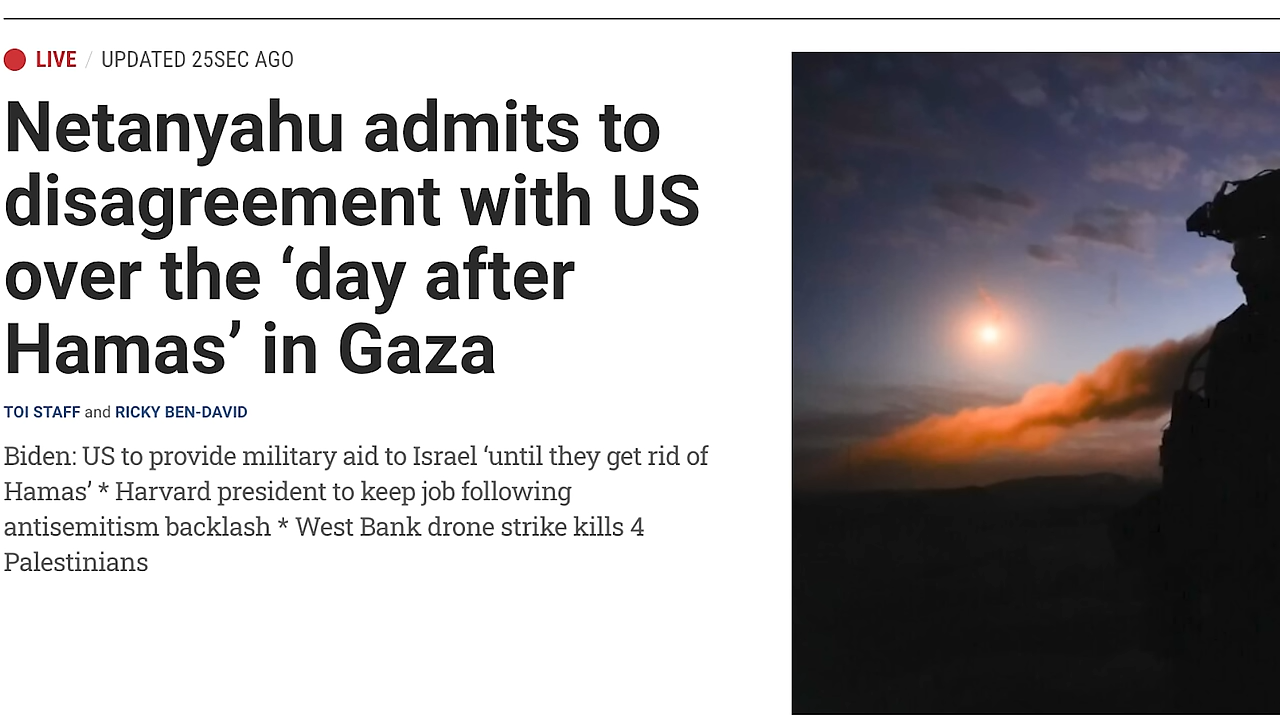 LIVE / UPDATED 25SEC AGO
Netanyahu admits to
disagreement with US
over the ‘day after
Hamas’ in Gaza
TOI STAFF and RICKY BEN-DAVID
Biden: US to provide military aid to Israel ‘until they get rid of
Hamas’ * Harvard president to keep job following
antisemitism backlash * West Bank drone strike kills 4
Palestinians